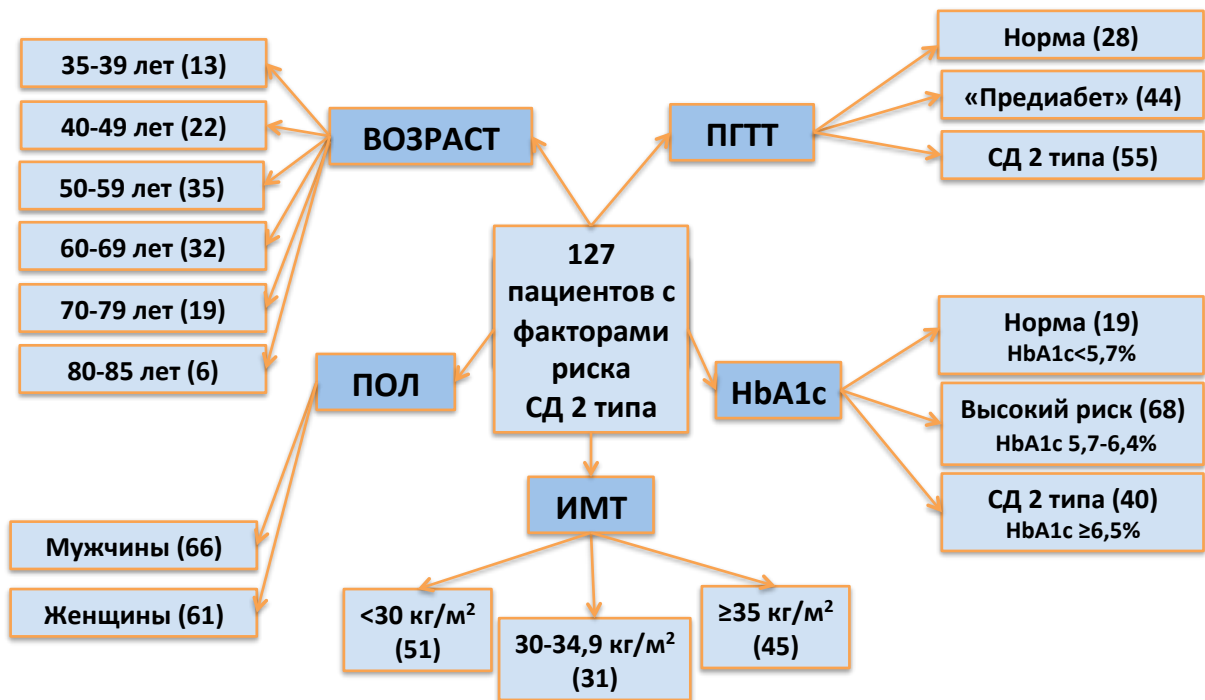 35-39 лет (13)
40-49 лет (22)
50-59 лет (35)
60-69 лет (32)
70-79 лет (19)
80-85 лет (6)
ВОЗРАСТ
ПГТТ
Норма (28)
«Предиабет» (44)
СД 2 типа (55)
127
пациентов с
факторами
риска
СД 2 типа
ПОЛ
Мужчины (66)
Женщины (61)
HbA1c
Норма (19)
HbA1c<5,7%
Высокий риск (68)
HbA1c 5,7-6,4%
СД 2 типа (40)
HbA1c ≥6,5%
ИМТ
<30 кг/м²
(51)
30-34,9 кг/м²
(31)
≥35 кг/м²
(45)